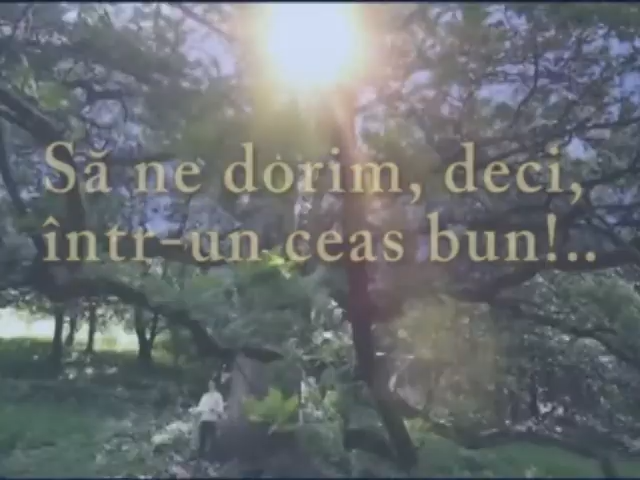 Să ne dorim, deci,
într-un ceas bun!..